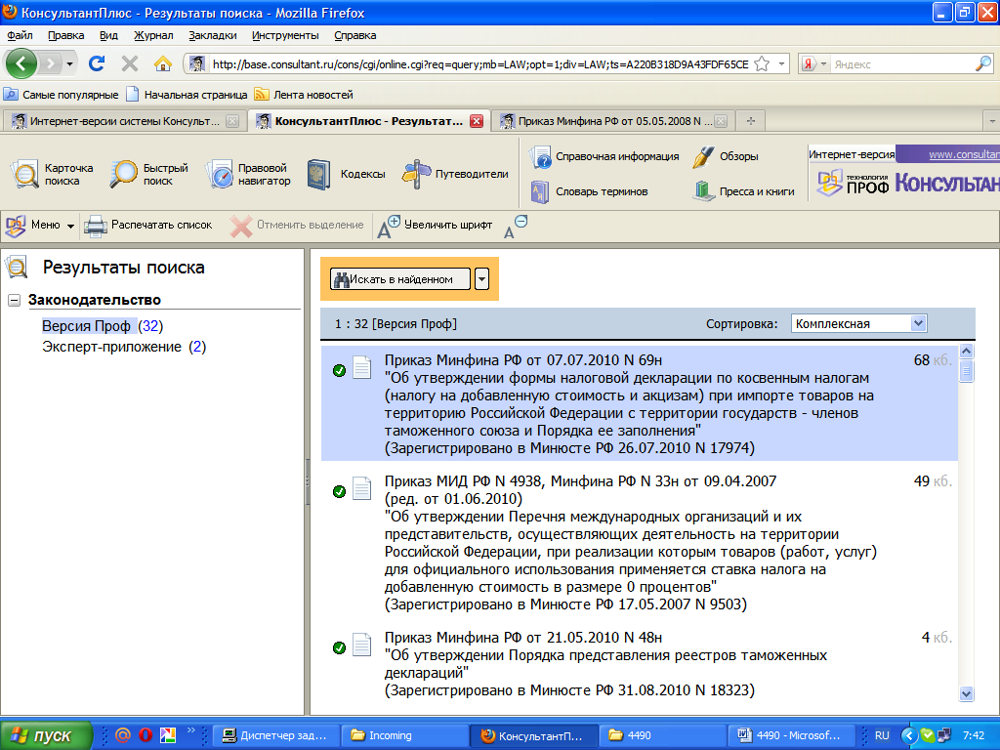 КонсультантПлюс - Результаты поиска - Mozilla Firefox
Файл Правка Вид Журнал Закладки Инструменты Справка
http://base.consultant.ru/cons/cgi/online.cgi?req=query;mb=LAW;opt=1;div=LAW;ts=A220B318D9A43FDF65CE
Я Яндекс
Самые популярные Начальная страница Лента новостей
Интернет-версии системы Консульт... КонсультантПлюс - Результат... Приказ Минфина РФ от 05.05.2008 N ...
Карточка поиска
Быстрый поиск
Правовой навигатор
Кодексы
Путеводители
Справочная информация
Словарь терминов
Обзоры
Пресса и книги
Интернет-версия www.consultan
технология ПРОФ Консультан
Меню Распечатать список Отменить выделение Увеличить шрифт
Результаты поиска
Законодательство
Версия Проф (32)
Эксперт-приложение (2)
Искать в найденном
1 : 32 [Версия Проф] Сортировка: Комплексная
Приказ Минфина РФ от 07.07.2010 N 69н 68 кб.
"Об утверждении формы налоговой декларации по косвенным налогам
(налогу на добавленную стоимость и акцизам) при импорте товаров на
территорию Российской Федерации с территории государств - членов
таможенного союза и Порядка ее заполнения"
(Зарегистрировано в Минюсте РФ 26.07.2010 N 17974)
Приказ МИД РФ N 4938, Минфина РФ N 33н от 09.04.2007 49 кб.
(ред. от 01.06.2010)
"Об утверждении Перечня международных организаций и их
представительств, осуществляющих деятельность на территории
Российской Федерации, при реализации которым товаров (работ, услуг)
для официального использования применяется ставка налога на
добавленную стоимость в размере 0 процентов"
(Зарегистрировано в Минюсте РФ 17.05.2007 N 9503)
Приказ Минфина РФ от 21.05.2010 N 48н 4 кб.
"Об утверждении Порядка представления реестров таможенных
деклараций"
(Зарегистрировано в Минюсте РФ 31.08.2010 N 18323)
пуск Диспетчер зад... Incoming КонсультантП... 4490 4490 - Microsof... RU 7:42